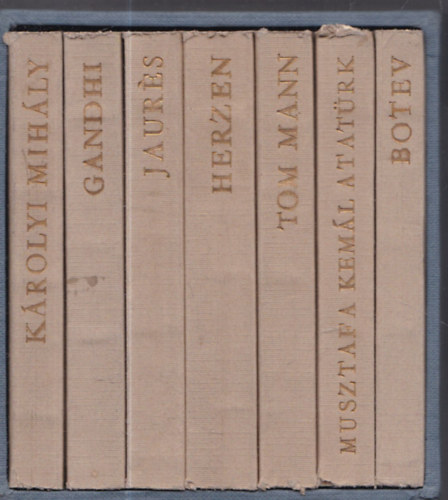 KÁROLYI MIHÁLY
GANDHI
JAURÈS
HERZEN
TOM MANN
MUSZTAFA KEMÁL ATATÜRK
BOTEV